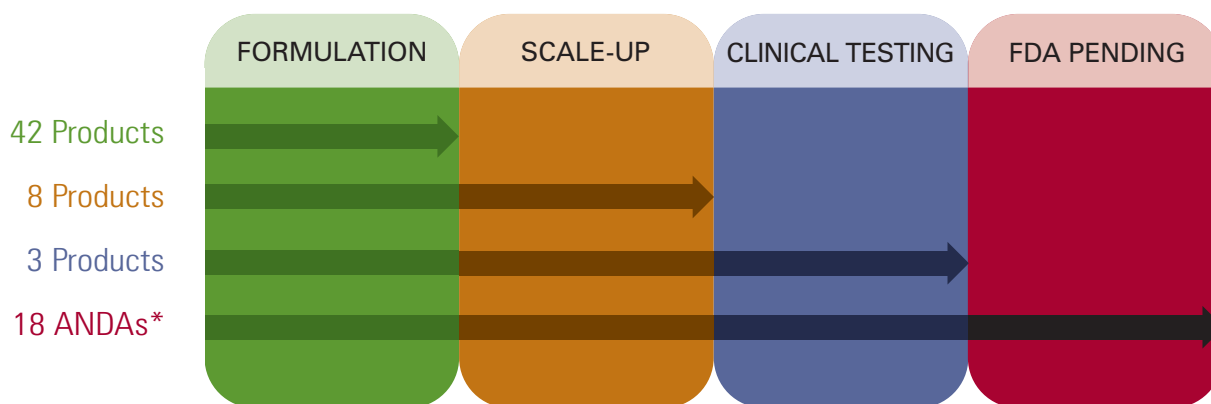 FORMULATION
SCALE-UP
CLINICAL TESTING
FDA PENDING
42 Products
8 Products
3 Products
18 ANDAs*